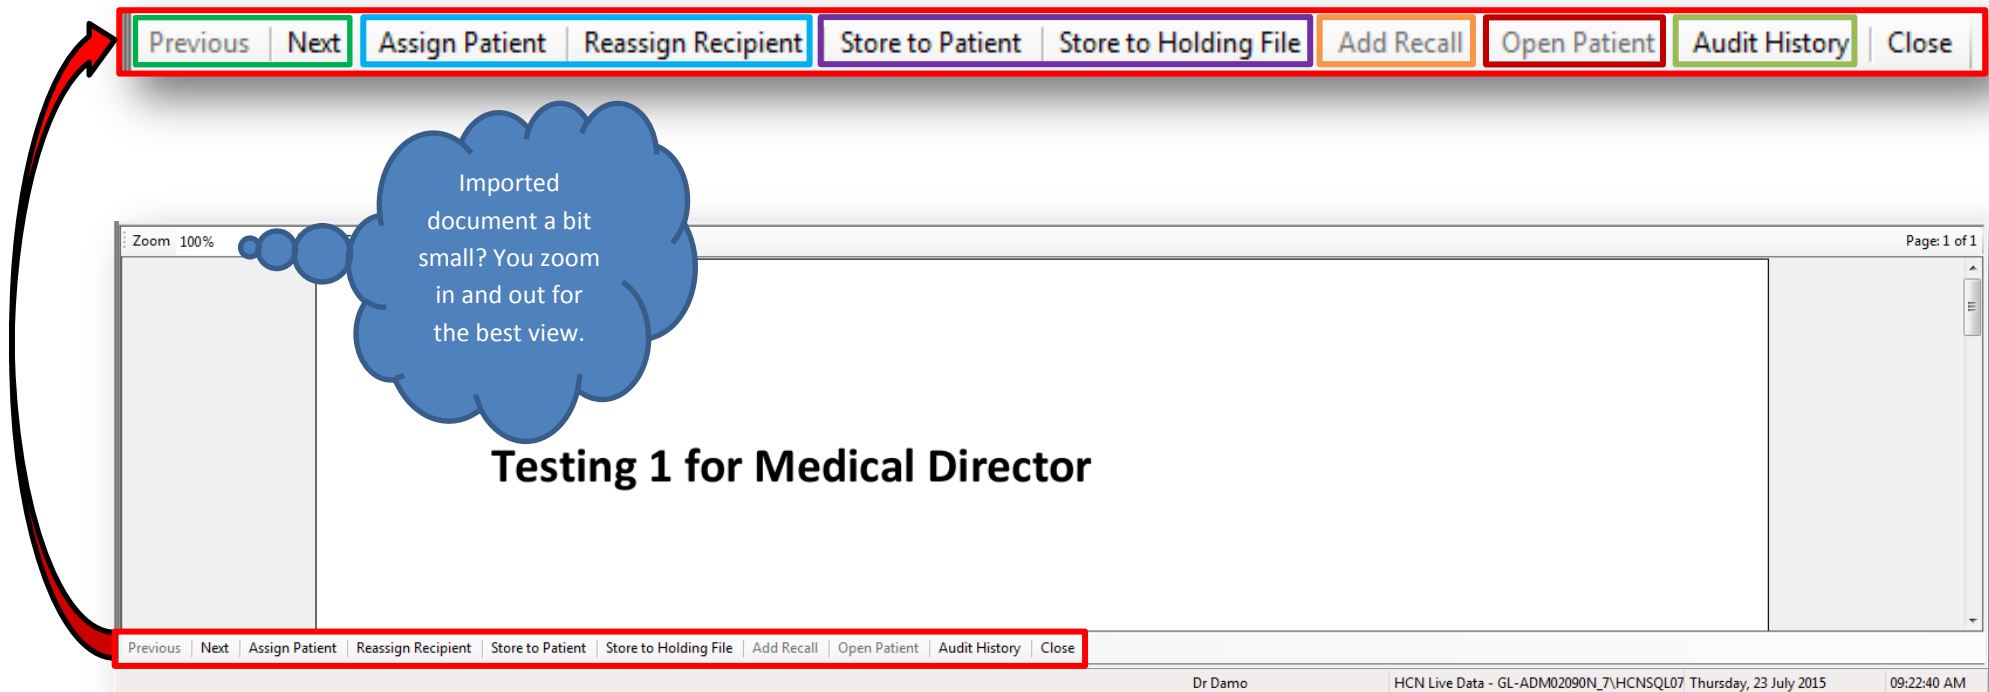 Previous Next Assign Patient Reassign Recipient Store to Patient Store to Holding File Add Recall Open Patient Audit History Close
Imported
document a bit
small? You zoom
in and out for
the best view.
Zoom 100% Page: 1 of 1
Testing 1 for Medical Director
Previous Next Assign Patient Reassign Recipient Store to Patient Store to Holding File Add Recall Open Patient Audit History Close
Dr Damo HCN Live Data - GL-ADM02090N_7\HCNSQL07 Thursday, 23 July 2015 09:22:40 AM